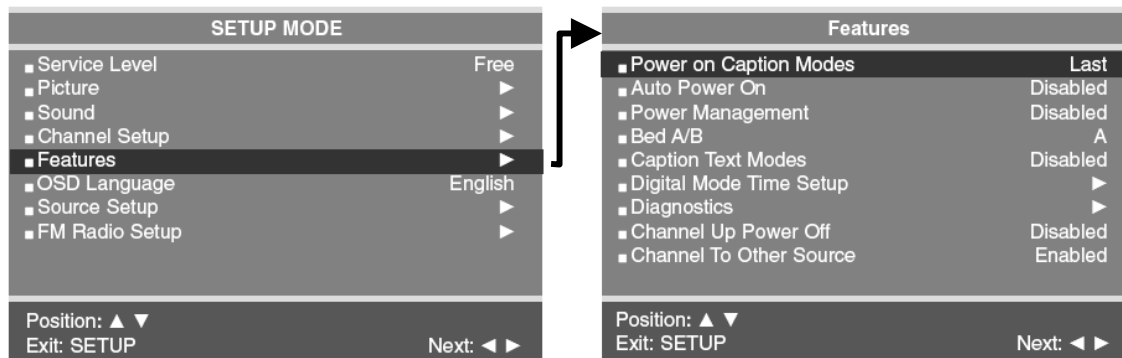 SETUP MODE
■ Service Level Free
■ Picture ►
■ Sound ►
■ Channel Setup ►
■ Features ►
■ OSD Language English
■ Source Setup ►
■ FM Radio Setup ►
Position: ▲ ▼
Exit: SETUP Next: ◄ ►
Features
■ Power on Caption Modes Last
■ Auto Power On Disabled
■ Power Management Disabled
■ Bed A/B A
■ Caption Text Modes Disabled
■ Digital Mode Time Setup ►
■ Diagnostics ►
■ Channel Up Power Off Disabled
■ Channel To Other Source Enabled
Position: ▲ ▼
Exit: SETUP Next: ◄ ►